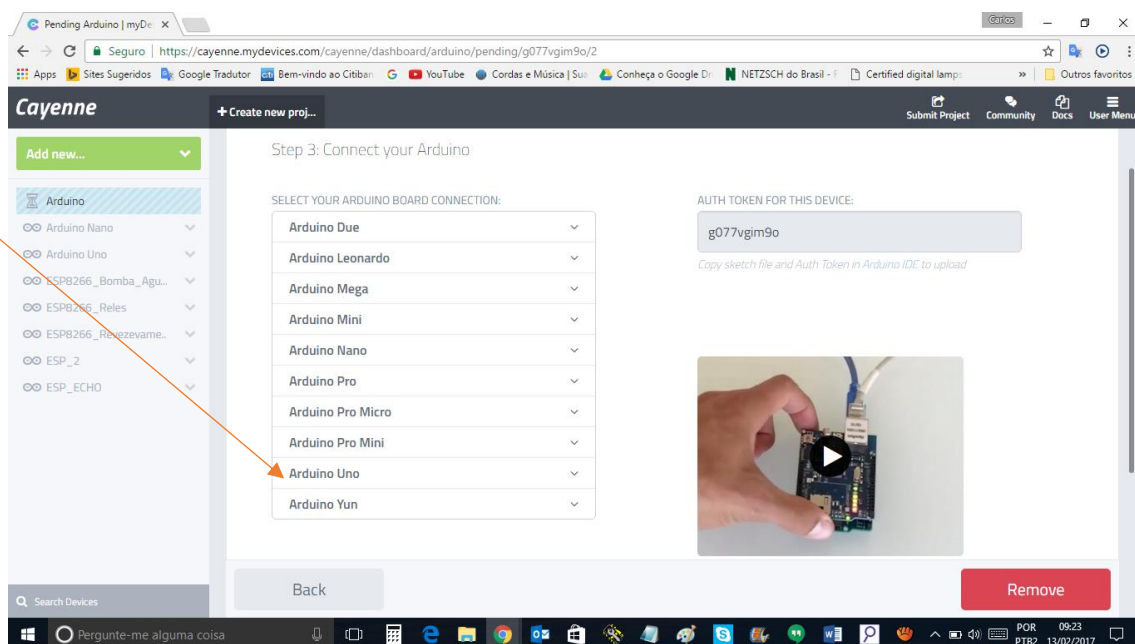 Pending Arduino | myDe
Carlos
Seguro | https://cayenne.mydevices.com/cayenne/dashboard/arduino/pending/g077vgim9o/2
Apps Sites Sugeridos Google Tradutor Bem-vindo ao Citiban YouTube Cordas e Música | Sua Conheça o Google Dr NETZSCH do Brasil - F Certified digital lamp: » Outros favoritos
Cayenne
+ Create new proj...
Submit Project Community Docs User Menu
Add new...
Arduino
Arduino Nano
Arduino Uno
ESP8266_Bomba_Agu...
ESP8266_Reles
ESP8266_Revezevame..
ESP_2
ESP_ECHO
Search Devices
Step 3: Connect your Arduino
SELECT YOUR ARDUINO BOARD CONNECTION:
Arduino Due
Arduino Leonardo
Arduino Mega
Arduino Mini
Arduino Nano
Arduino Pro
Arduino Pro Micro
Arduino Pro Mini
Arduino Uno
Arduino Yun
AUTH TOKEN FOR THIS DEVICE:
g077vgim9o
Copy sketch file and Auth Token in Arduino IDE to upload
Back
Remove
Pergunte-me alguma coisa
POR 09:23
PTB2 13/02/2017